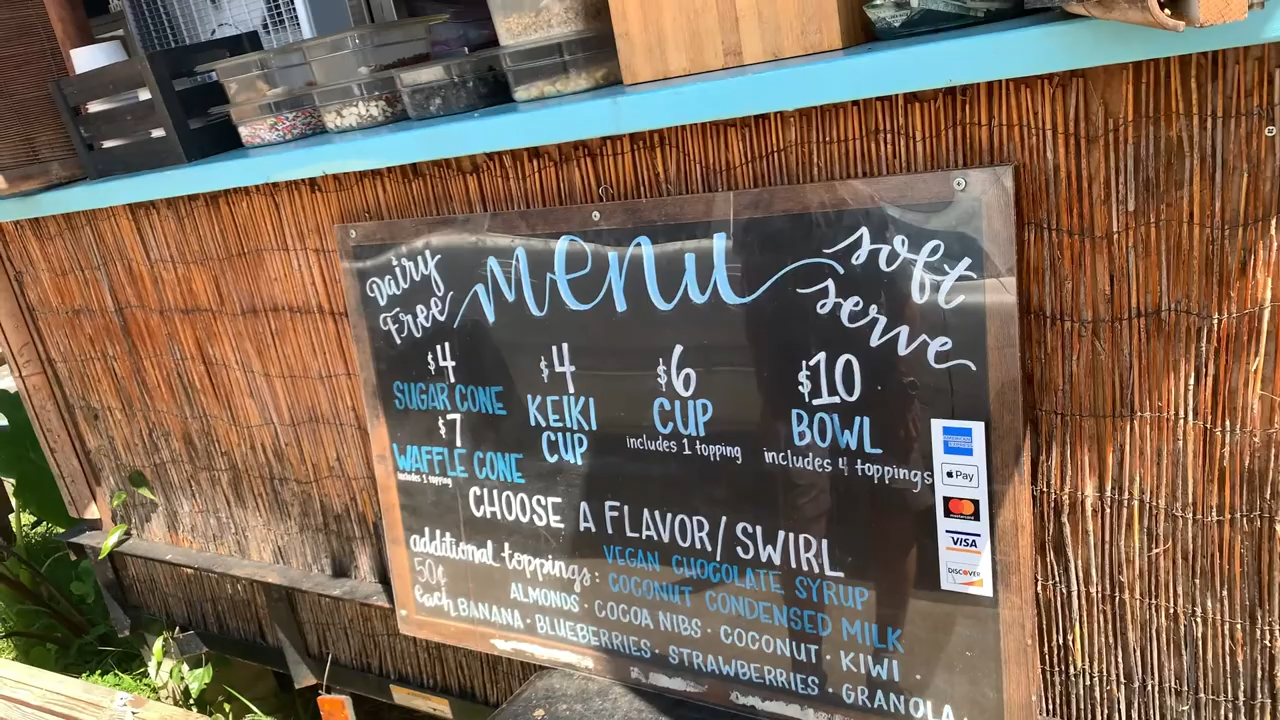 Dairy
Free
menu
soft
serve
$4
SUGAR CONE
$7
WAFFLE CONE
includes 1 topping
$4
KEIKI
CUP
$6
CUP
includes 1 topping
$10
BOWL
includes 4 toppings
CHOOSE A FLAVOR/SWIRL
additional toppings:
50¢
each
VEGAN CHOCOLATE SYRUP
COCONUT CONDENSED MILK
ALMONDS · COCOA NIBS · COCONUT · KIWI ·
BANANA · BLUEBERRIES · STRAWBERRIES · GRANOLA
AMERICAN EXPRESS
Pay
mastercard
VISA
DISCOVER